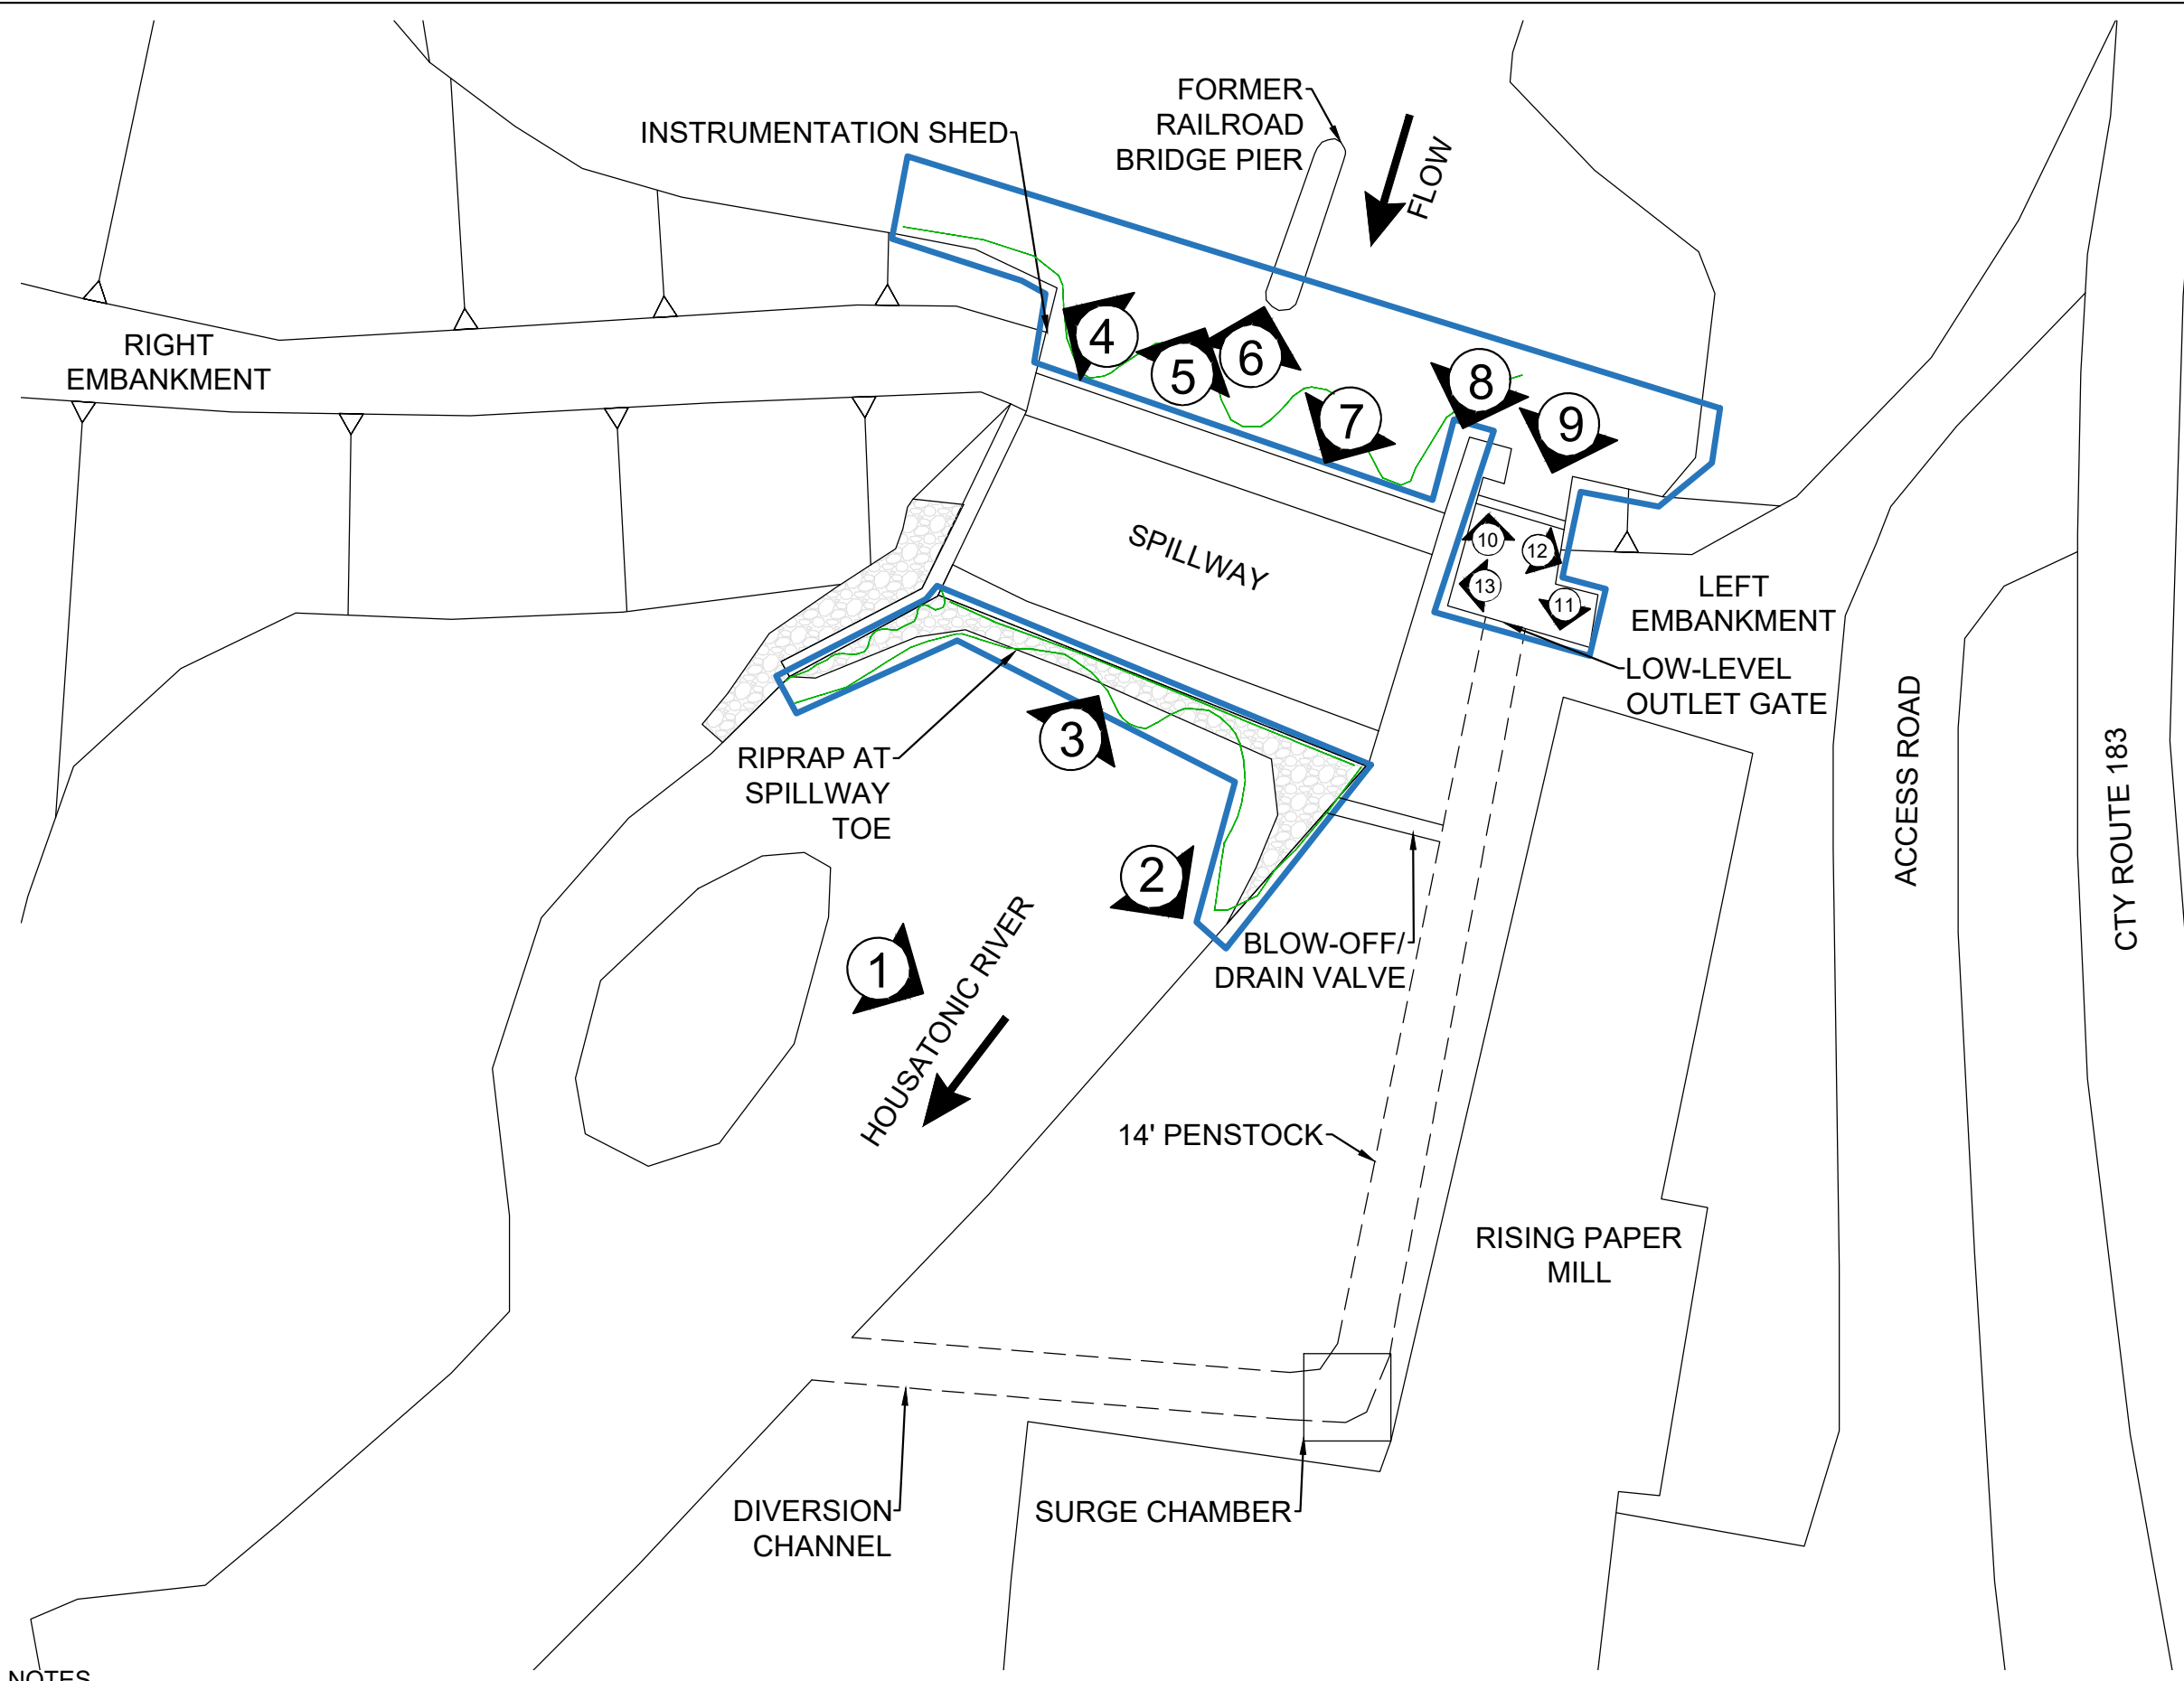 FORMER
RAILROAD
BRIDGE PIER
INSTRUMENTATION SHED
FLOW
RIGHT
EMBANKMENT
4
5
6
7
8
9
SPILLWAY
10
12
13
11
LEFT
EMBANKMENT
LOW-LEVEL
OUTLET GATE
RIPRAP AT
SPILLWAY
TOE
3
2
1
HOUSATONIC RIVER
BLOW-OFF/
DRAIN VALVE
ACCESS ROAD
CTY ROUTE 183
14' PENSTOCK
RISING PAPER
MILL
DIVERSION
CHANNEL
SURGE CHAMBER
NOTES